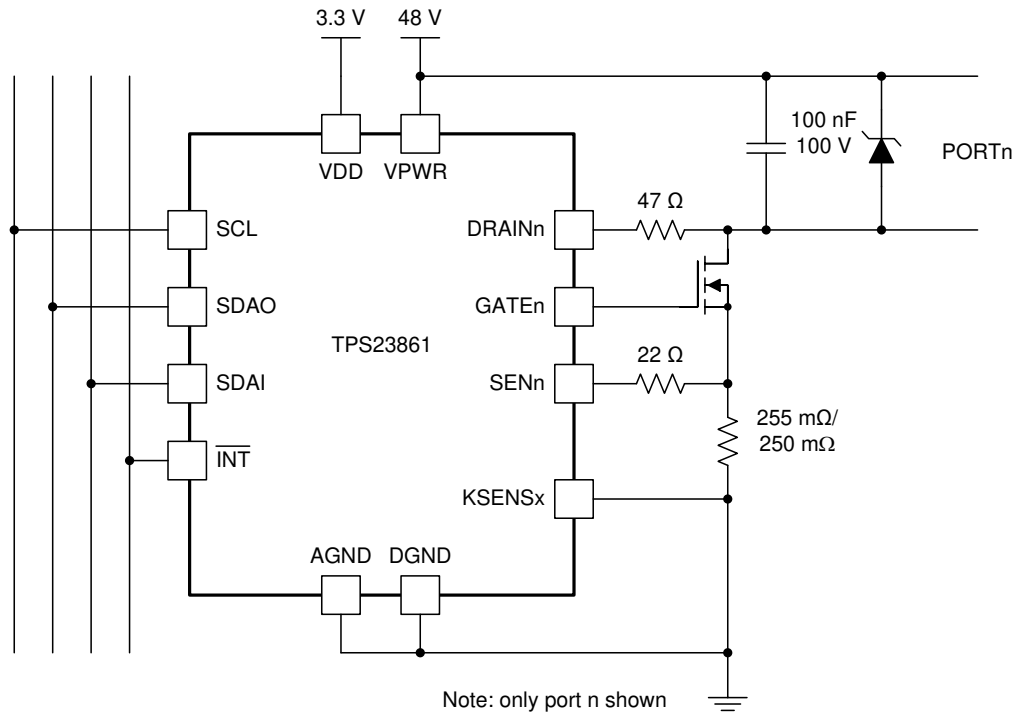 3.3 V
48 V
VDD
VPWR
100 nF
100 V
PORTn
SCL
DRAINn
47 Ω
SDAO
GATEn
TPS23861
SDAI
SENn
22 Ω
255 mΩ/
250 mΩ
INT
KSENSx
AGND
DGND
Note: only port n shown